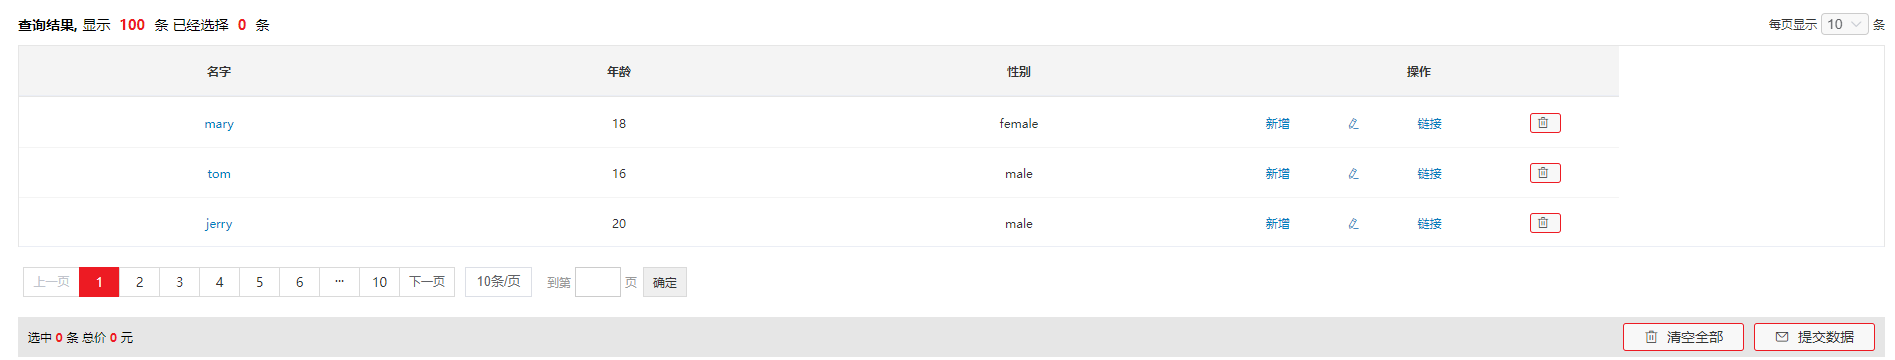 查询结果, 显示 100 条 已经选择 0 条 每页显示 10 条
名字 年龄 性别 操作
mary 18 female 新增 链接
tom 16 male 新增 链接
jerry 20 male 新增 链接
上一页 1 2 3 4 5 6 ... 10 下一页 10条/页 到第 页 确定
选中 0 条 总价 0 元 清空全部 提交数据